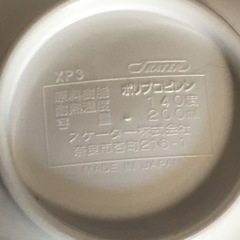 XP3
SKATER
原料樹脂 ポリプロピレン
耐熱温度 140度
容量 200ml
スケーター株式会社
奈良市杏町216-1
MADE IN JAPAN